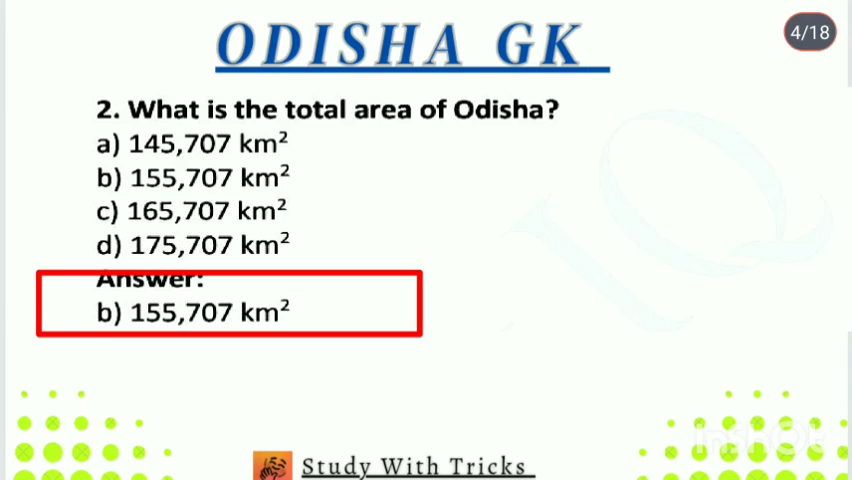 ODISHA GK
4/18
2. What is the total area of Odisha?
a) 145,707 km²
b) 155,707 km²
c) 165,707 km²
d) 175,707 km²
Answer:
b) 155,707 km²
InShOt
Study With Tricks